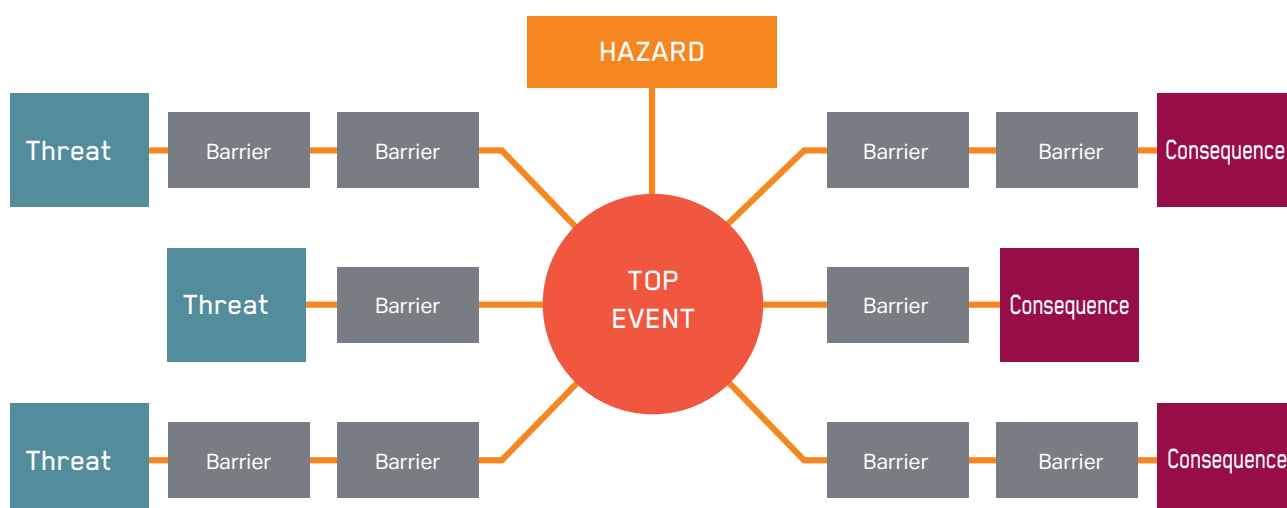 HAZARD
Threat
Barrier
Barrier
Barrier
Barrier
Consequence
Threat
Barrier
TOP
EVENT
Barrier
Consequence
Threat
Barrier
Barrier
Barrier
Barrier
Consequence